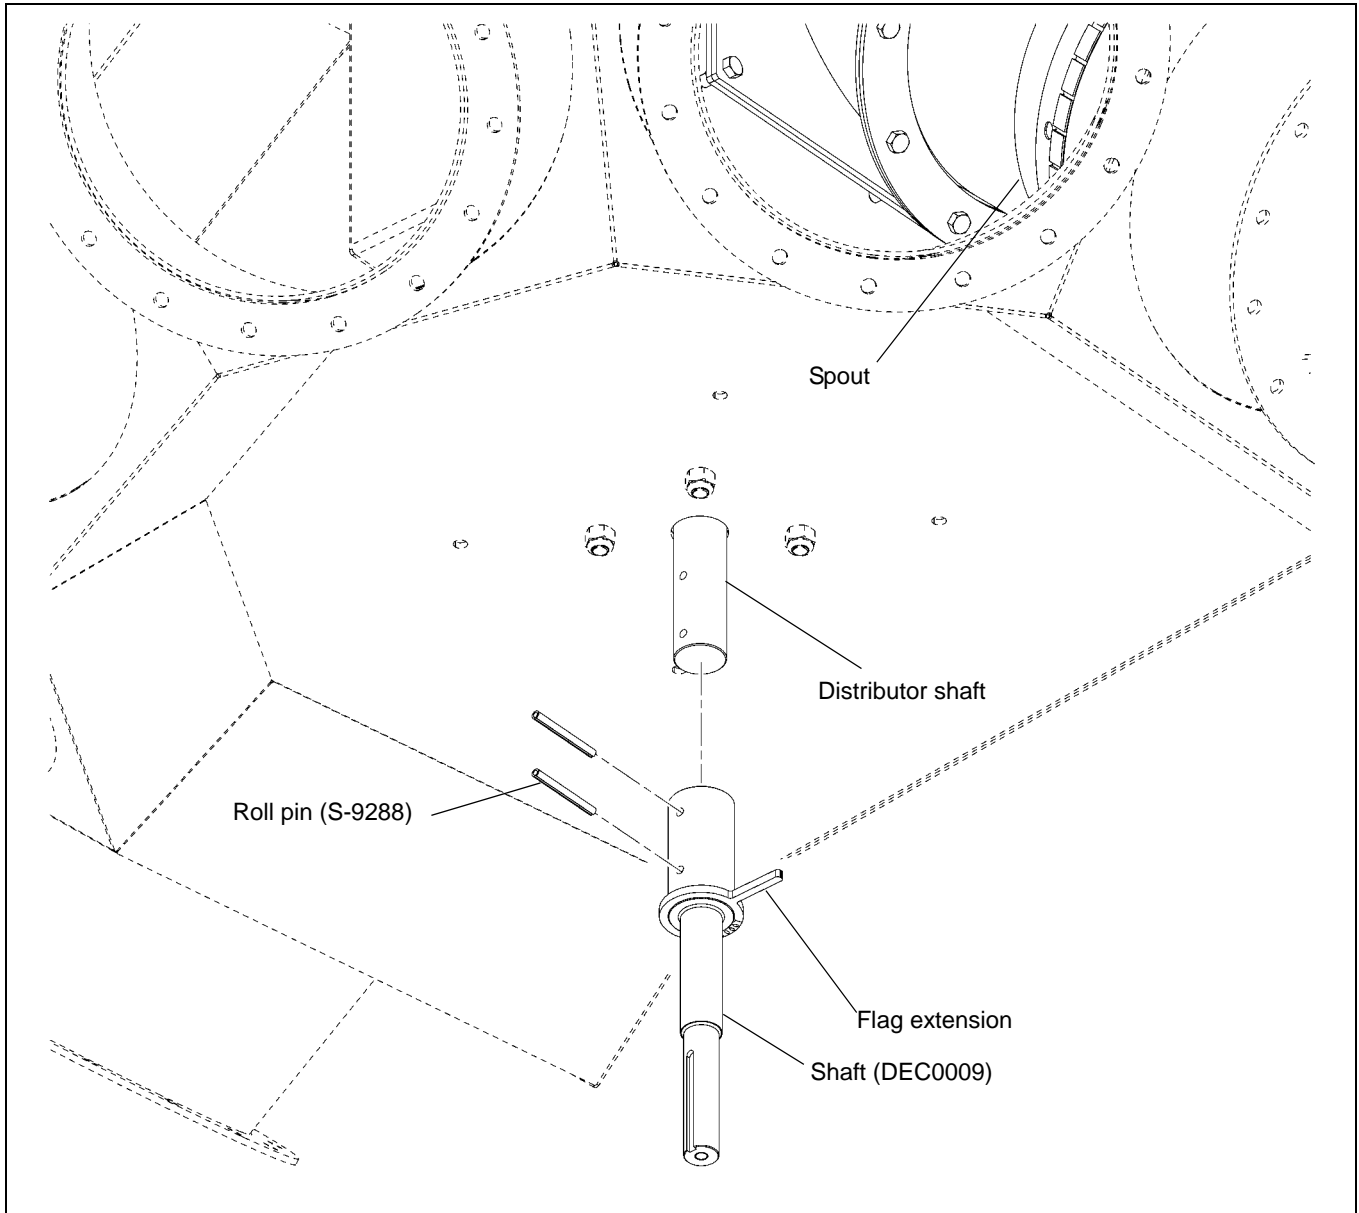 Spout
Distributor shaft
Roll pin (S-9288)
Flag extension
Shaft (DEC0009)